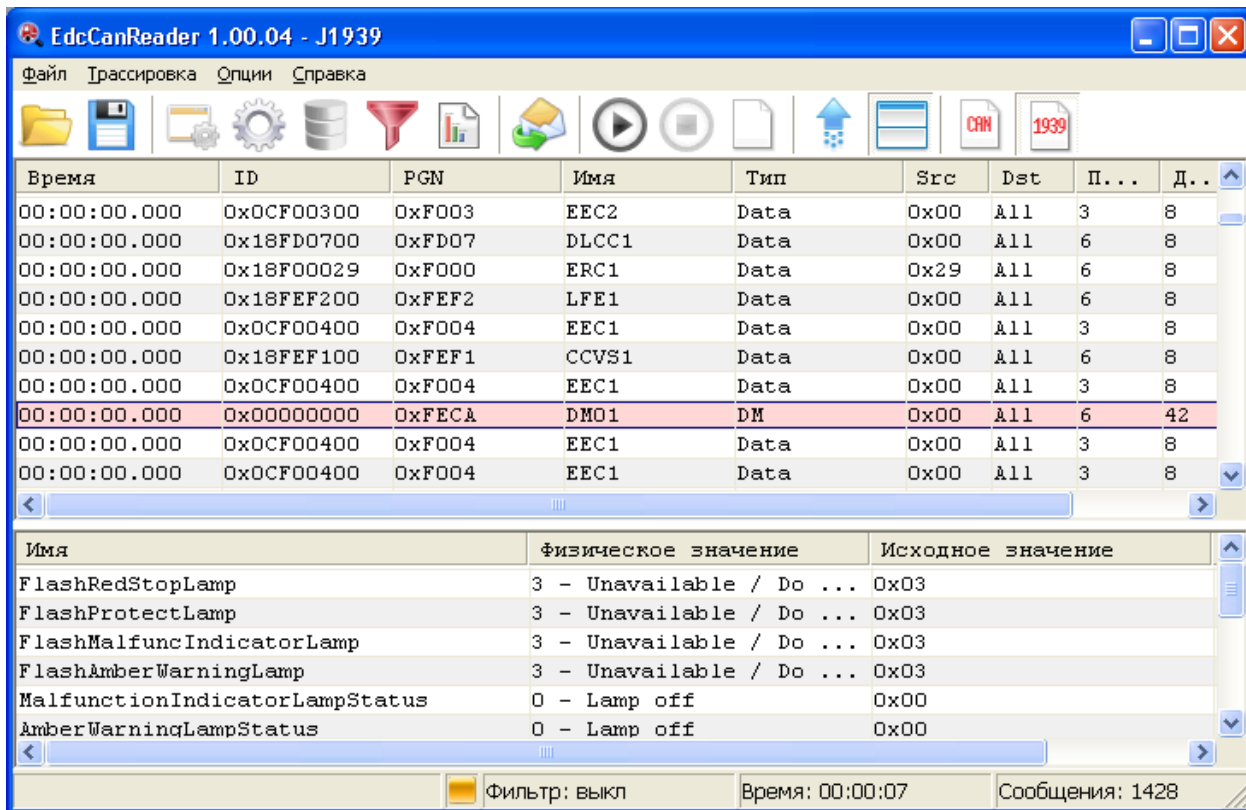 EdcCanReader 1.00.04 - J1939
Файл Трассировка Опции Справка
CAN 1939
Время ID PGN Имя Тип Src Dst П... Д...
00:00:00.000 0x0CF00300 0xF003 EEC2 Data 0x00 All 3 8
00:00:00.000 0x18FD0700 0xFD07 DLCC1 Data 0x00 All 6 8
00:00:00.000 0x18F00029 0xF000 ERC1 Data 0x29 All 6 8
00:00:00.000 0x18FEF200 0xFEF2 LFE1 Data 0x00 All 6 8
00:00:00.000 0x0CF00400 0xF004 EEC1 Data 0x00 All 3 8
00:00:00.000 0x18FEF100 0xFEF1 CCVS1 Data 0x00 All 6 8
00:00:00.000 0x0CF00400 0xF004 EEC1 Data 0x00 All 3 8
00:00:00.000 0x00000000 0xFECA DM01 DM 0x00 All 6 42
00:00:00.000 0x0CF00400 0xF004 EEC1 Data 0x00 All 3 8
00:00:00.000 0x0CF00400 0xF004 EEC1 Data 0x00 All 3 8
Имя Физическое значение Исходное значение
FlashRedStopLamp 3 - Unavailable / Do ... 0x03
FlashProtectLamp 3 - Unavailable / Do ... 0x03
FlashMalfuncIndicatorLamp 3 - Unavailable / Do ... 0x03
FlashAmberWarningLamp 3 - Unavailable / Do ... 0x03
MalfunctionIndicatorLampStatus 0 - Lamp off 0x00
AmberWarningLampStatus 0 - Lamp off 0x00
Фильтр: выкл Время: 00:00:07 Сообщения: 1428